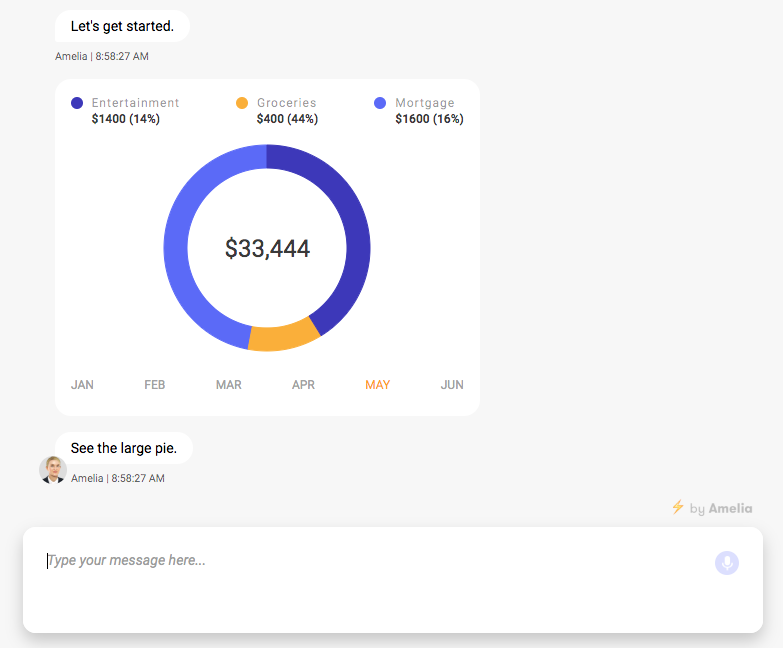 Let's get started.
Amelia | 8:58:27 AM
Entertainment
$1400 (14%)
Groceries
$400 (44%)
Mortgage
$1600 (16%)
$33,444
JAN FEB MAR APR MAY JUN
See the large pie.
Amelia | 8:58:27 AM
by Amelia
Type your message here...